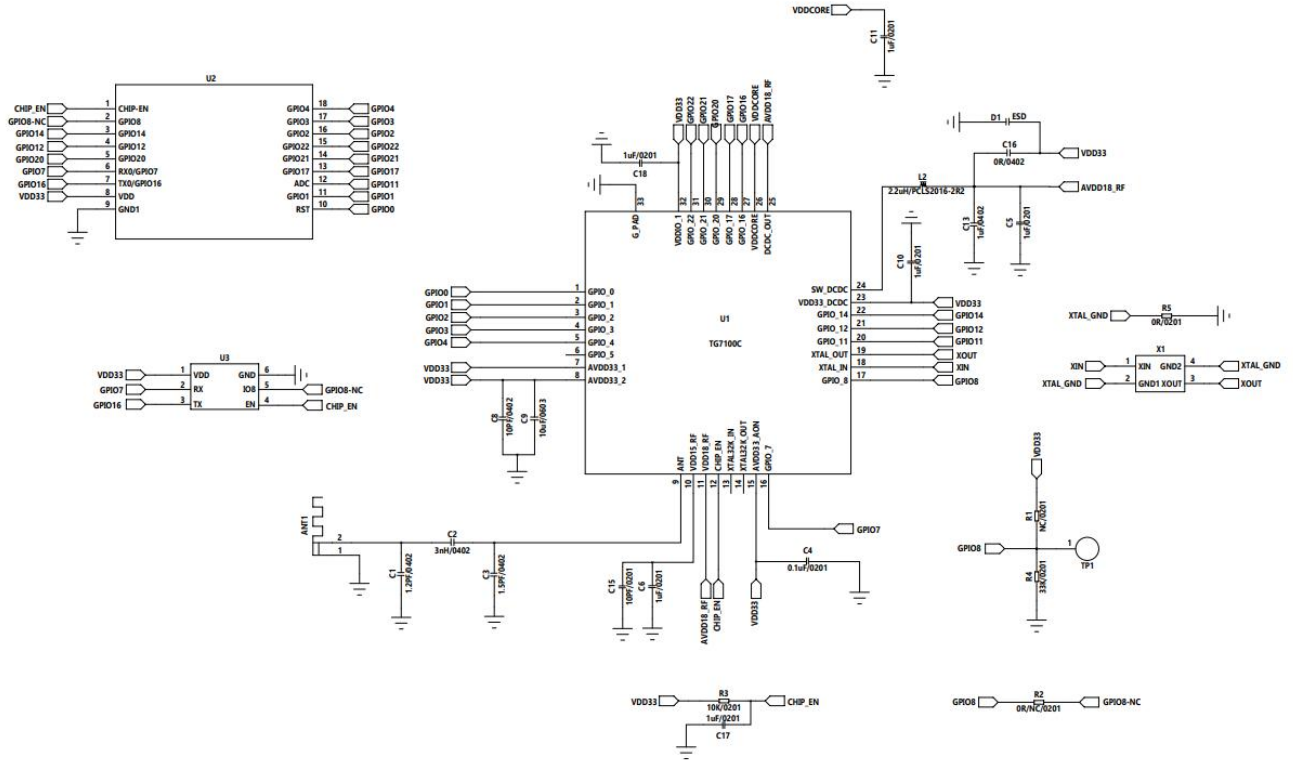 VDDCORE
C11
1uF/0201
U2
CHIP_EN 1 CHIP-EN GPIO4 18 GPIO4
GPIO8-NC 2 GPIO8 GPIO3 17 GPIO3
GPIO14 3 GPIO14 GPIO2 16 GPIO2
GPIO12 4 GPIO12 GPIO22 15 GPIO22
GPIO20 5 GPIO20 GPIO21 14 GPIO21
GPIO7 6 RX0/GPIO7 GPIO17 13 GPIO17
GPIO16 7 TX0/GPIO16 ADC 12 GPIO11
VDD33 8 VDD GPIO1 11 GPIO1
9 GND1 RST 10 GPIO0
VDD33
GPIO22
GPIO21
GPIO20
GPIO17
GPIO16
VDDCORE
AVDD18_RF
1uF/0201
C18
33 32 31 30 29 28 27 26 25
G_PAD
VDDIO_1
GPIO_22
GPIO_21
GPIO_20
GPIO_17
GPIO_16
VDDCORE
DCDC_OUT
D1 ESD
C16
0R/0402
VDD33
L2
2.2uH/PCLS2016-2R2
AVDD18_RF
C13
1uF/0402
C5
1uF/0201
C10
1uF/0201
GPIO0 1 GPIO_0
GPIO1 2 GPIO_1
GPIO2 3 GPIO_2
GPIO3 4 GPIO_3
GPIO4 5 GPIO_4
6 GPIO_5
VDD33 7 AVDD33_1
VDD33 8 AVDD33_2
U1
TG7100C
SW_DCDC 24
VDD33_DCDC 23 VDD33
GPIO_14 22 GPIO14
GPIO_12 21 GPIO12
GPIO_11 20 GPIO11
XTAL_OUT 19 XOUT
XTAL_IN 18 XIN
GPIO_8 17 GPIO8
XTAL_GND
R5
0R/0201
X1
XIN 1 XIN GND2 4 XTAL_GND
XTAL_GND 2 GND1 XOUT 3 XOUT
U3
VDD33 1 VDD GND 6
GPIO7 2 RX IO8 5 GPIO8-NC
GPIO16 3 TX EN 4 CHIP_EN
C8
10PF/0402
C9
10uF/0603
ANT
VDD15_RF
VDD18_RF
CHIP_EN
XTAL32K_IN
XTAL32K_OUT
AVDD33_AON
GPIO_7
9 10 11 12 13 14 15 16
GPIO7
ANT1
2
1
C2
3nH/0402
C1
1.2PF/0402
C3
1.5PF/0402
C15
10PF/0201
C6
1uF/0201
AVDD18_RF
CHIP_EN
VDD33
C4
0.1uF/0201
VDD33
R1
NC/0201
GPIO8
1
TP1
R4
33K/0201
VDD33
R3
10K/0201
CHIP_EN
1uF/0201
C17
GPIO8
R2
0R/NC/0201
GPIO8-NC